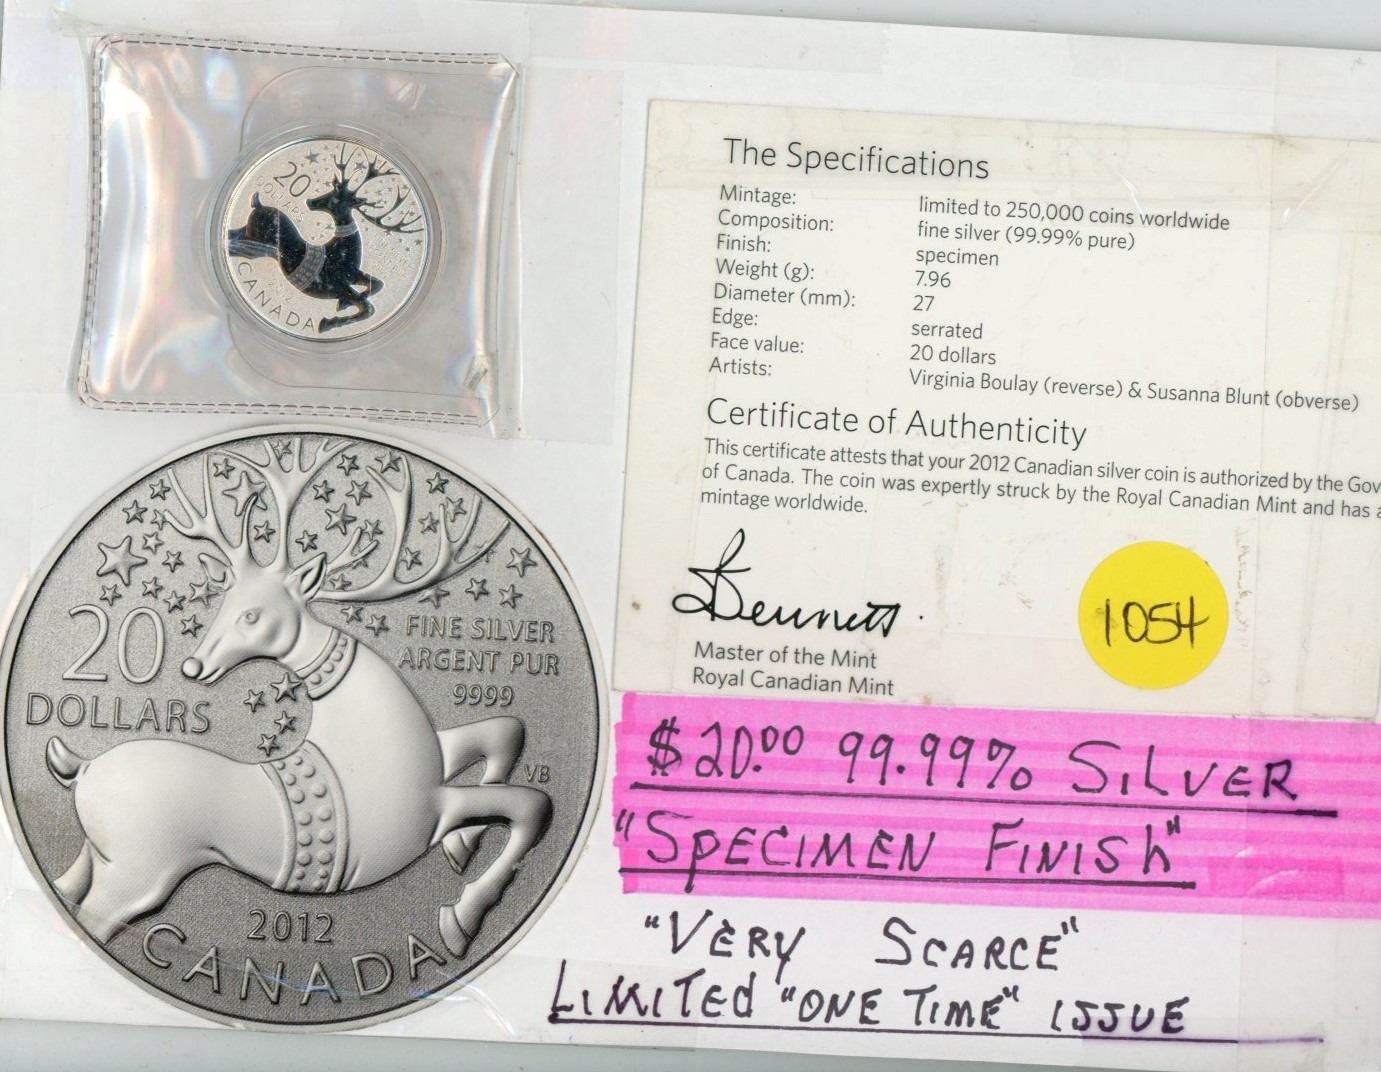 20
DOLLARS
2012
CANADA
The Specifications
Mintage: limited to 250,000 coins worldwide
Composition: fine silver (99.99% pure)
Finish: specimen
Weight (g): 7.96
Diameter (mm): 27
Edge: serrated
Face value: 20 dollars
Artists: Virginia Boulay (reverse) & Susanna Blunt (obverse)
Certificate of Authenticity
This certificate attests that your 2012 Canadian silver coin is authorized by the Gov
of Canada. The coin was expertly struck by the Royal Canadian Mint and has a
mintage worldwide.
Bennett
Master of the Mint
Royal Canadian Mint
1054
20
DOLLARS
FINE SILVER
ARGENT PUR
9999
VB
2012
CANADA
$20.00 99.99% SILVER
"SPECIMEN FINISh"
"VERY SCARCE"
LIMITEd "ONE TIME" ISSUE